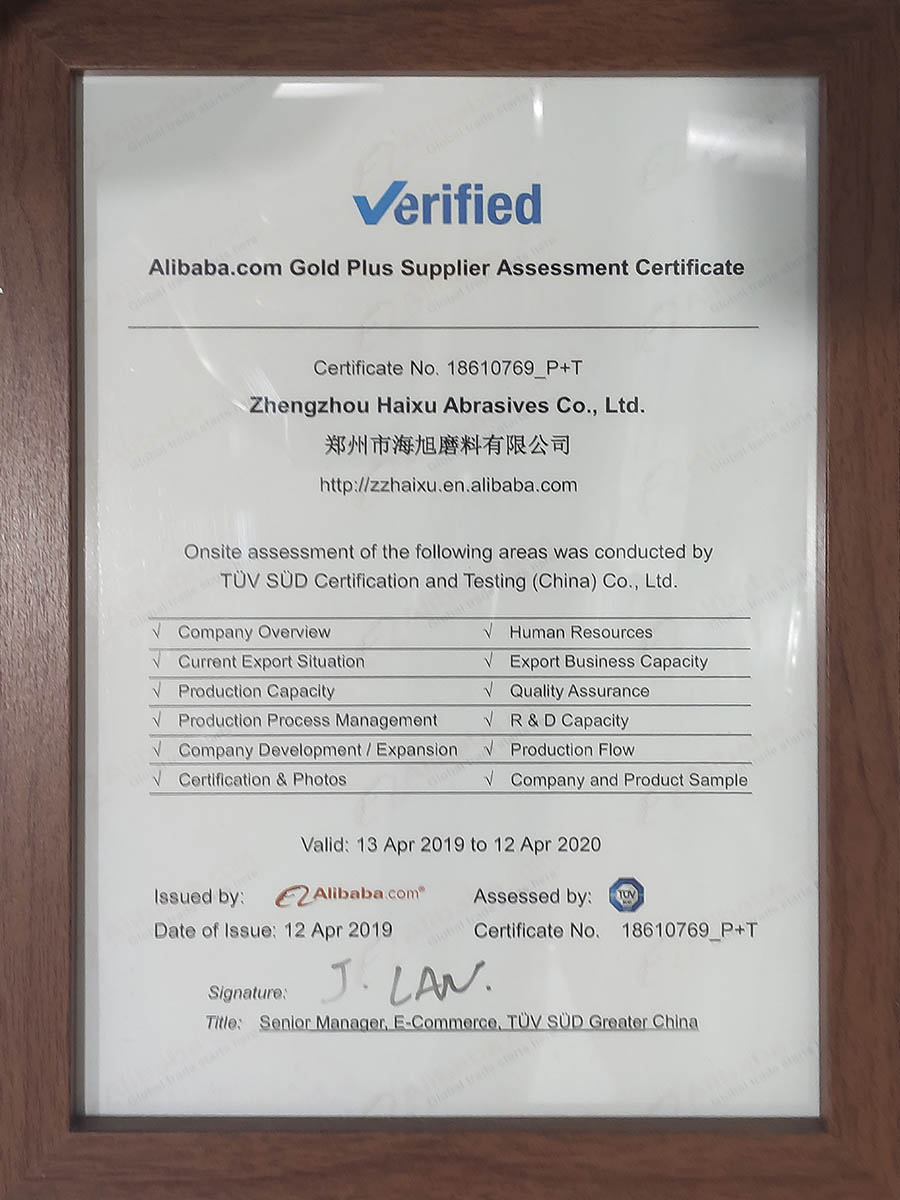 Verified
Alibaba.com Gold Plus Supplier Assessment Certificate
Certificate No. 18610769_P+T
Zhengzhou Haixu Abrasives Co., Ltd.
郑州市海旭磨料有限公司
http://zzhaixu.en.alibaba.com
Onsite assessment of the following areas was conducted by
TÜV SÜD Certification and Testing (China) Co., Ltd.
√ Company Overview √ Human Resources
√ Current Export Situation √ Export Business Capacity
√ Production Capacity √ Quality Assurance
√ Production Process Management √ R & D Capacity
√ Company Development / Expansion √ Production Flow
√ Certification & Photos √ Company and Product Sample
Valid: 13 Apr 2019 to 12 Apr 2020
Issued by: Alibaba.com® Assessed by: TÜV
Date of Issue: 12 Apr 2019 Certificate No. 18610769_P+T
Signature: J. LAN.
Title: Senior Manager, E-Commerce, TÜV SÜD Greater China